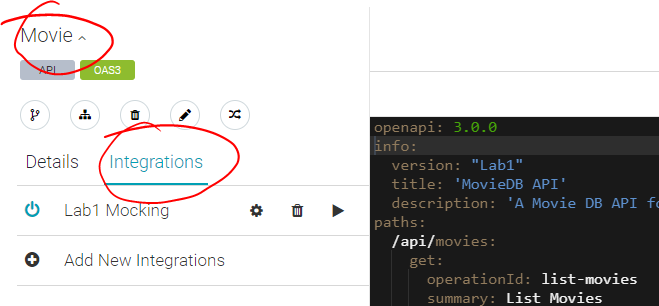 Movie
API OAS3
Details Integrations
Lab1 Mocking
Add New Integrations
openapi: 3.0.0
info:
version: "Lab1"
title: 'MovieDB API'
description: 'A Movie DB API fo
paths:
/api/movies:
get:
operationId: list-movies
summary: List Movies